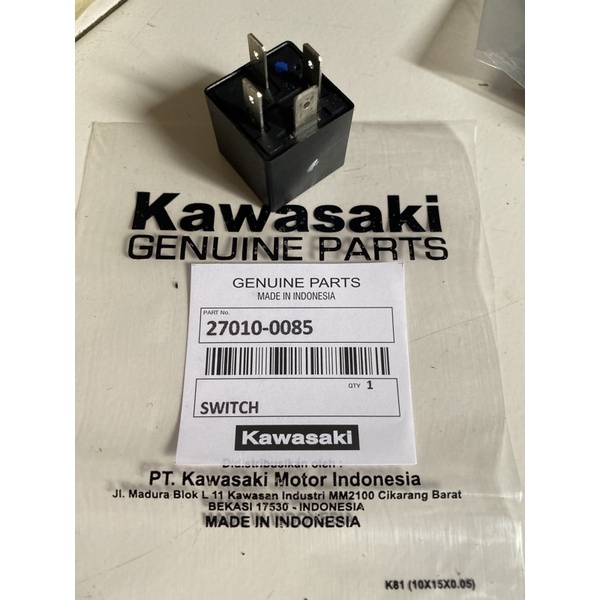 Kawasaki
GENUINE PARTS
GENUINE PARTS
MADE IN INDONESIA
PART No.
27010-0085
QTY 1
SWITCH
Kawasaki
Didistribusikan oleh :
PT. Kawasaki Motor Indonesia
Jl. Madura Blok L 11 Kawasan Industri MM2100 Cikarang Barat
BEKASI 17530 - INDONESIA
MADE IN INDONESIA
K81 (10X15X0.05)